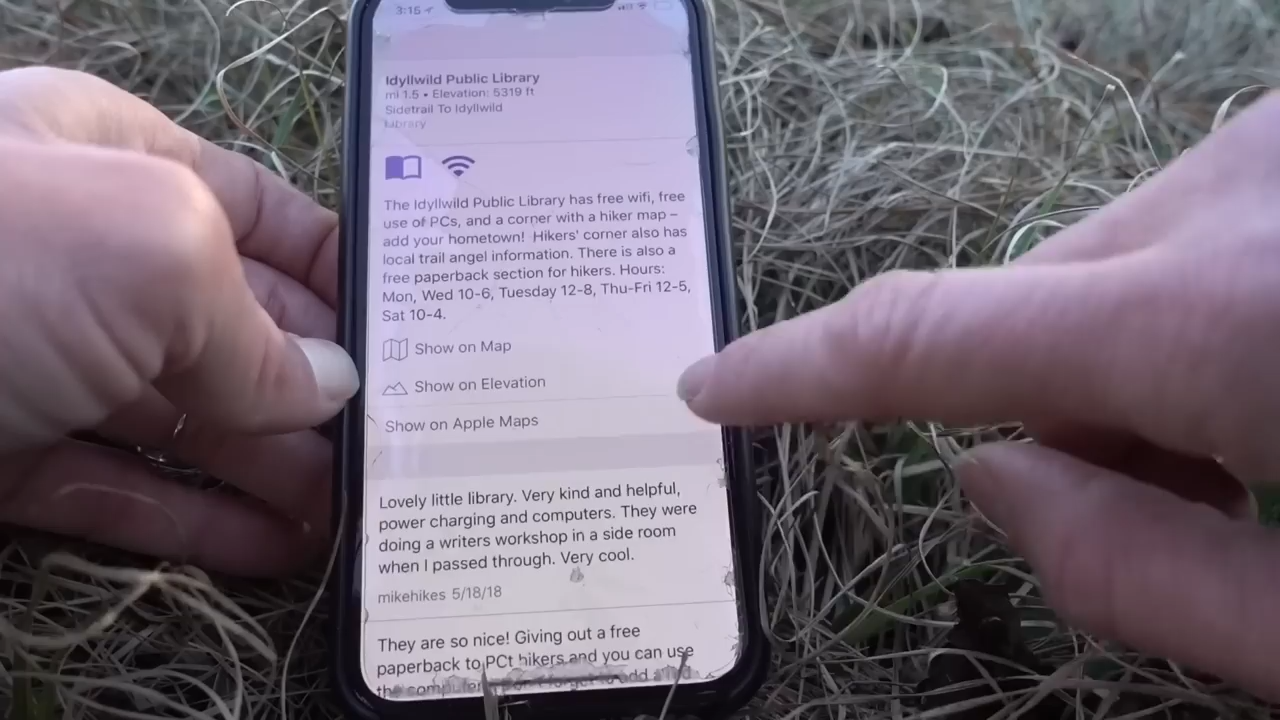 3:15
Idyllwild Public Library
mi 1.5 • Elevation: 5319 ft
Sidetrail To Idyllwild
Library
The Idyllwild Public Library has free wifi, free
use of PCs, and a corner with a hiker map –
add your hometown!  Hikers' corner also has
local trail angel information. There is also a
free paperback section for hikers. Hours:
Mon, Wed 10-6, Tuesday 12-8, Thu-Fri 12-5,
Sat 10-4.
Show on Map
Show on Elevation
Show on Apple Maps
Lovely little library. Very kind and helpful,
power charging and computers. They were
doing a writers workshop in a side room
when I passed through. Very cool.
mikehikes 5/18/18
They are so nice! Giving out a free
paperback to PCt hikers and you can use
the computer